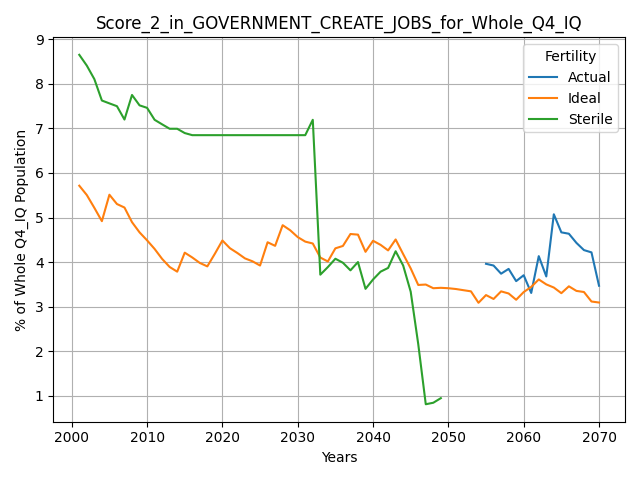 Score_2_in_GOVERNMENT_CREATE_JOBS_for_Whole_Q4_IQ
9
8
7
6
5
4
3
2
1
% of Whole Q4_IQ Population
Fertility
Actual
Ideal
Sterile
2000 2010 2020 2030 2040 2050 2060 2070
Years